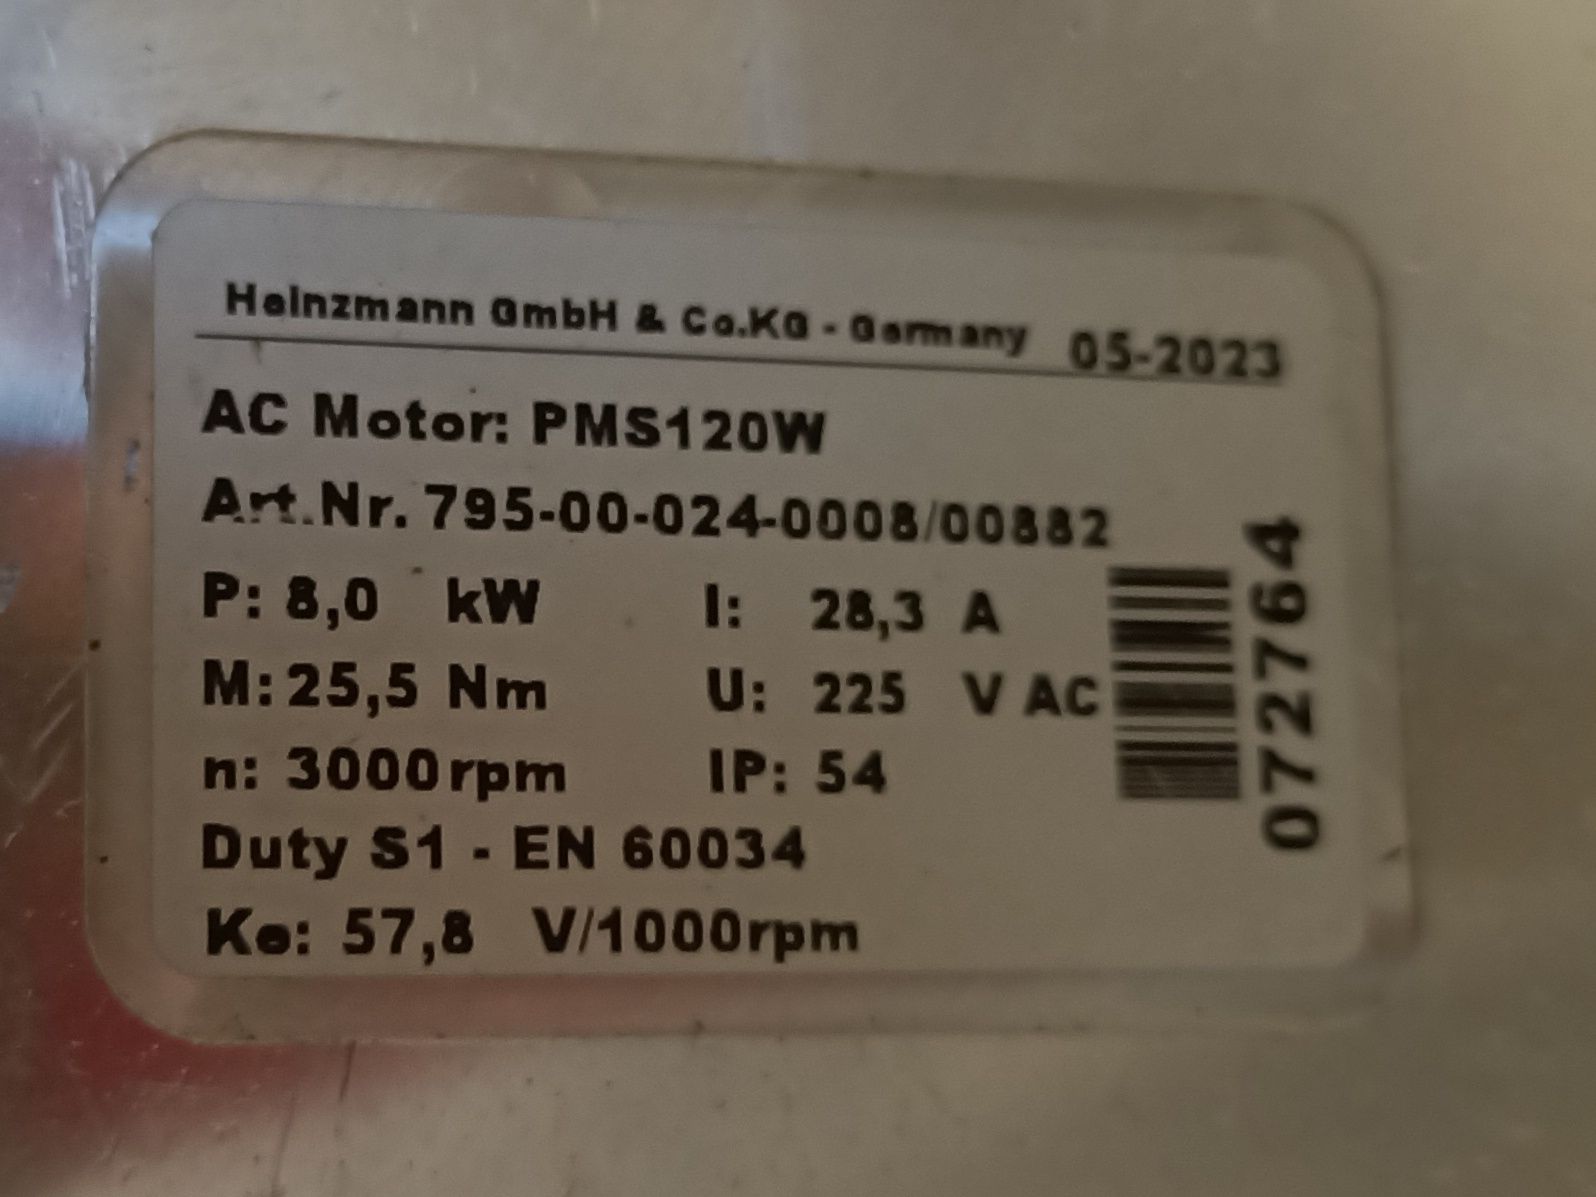 Heinzmann GmbH & Co.KG - Germany 05-2023
AC Motor: PMS120W
Art.Nr. 795-00-024-0008/00882
P: 8,0 kW I: 28,3 A
M: 25,5 Nm U: 225 V AC
n: 3000rpm IP: 54
Duty S1 - EN 60034
Ke: 57,8 V/1000rpm
072764